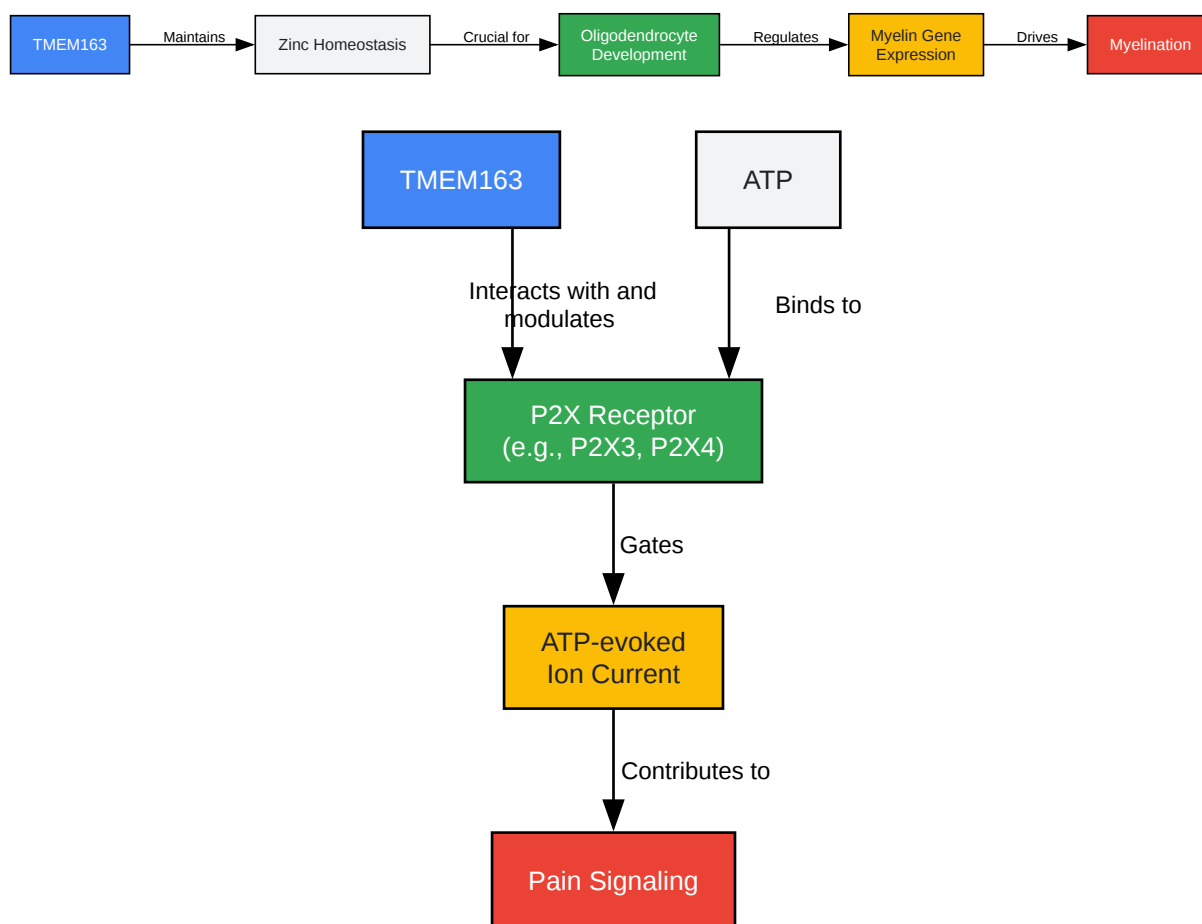 TMEM163
Maintains
Zinc Homeostasis
Crucial for
Oligodendrocyte
Development
Regulates
Myelin Gene
Expression
Drives
Myelination
TMEM163
ATP
Interacts with and
modulates
Binds to
P2X Receptor
(e.g., P2X3, P2X4)
Gates
ATP-evoked
Ion Current
Contributes to
Pain Signaling